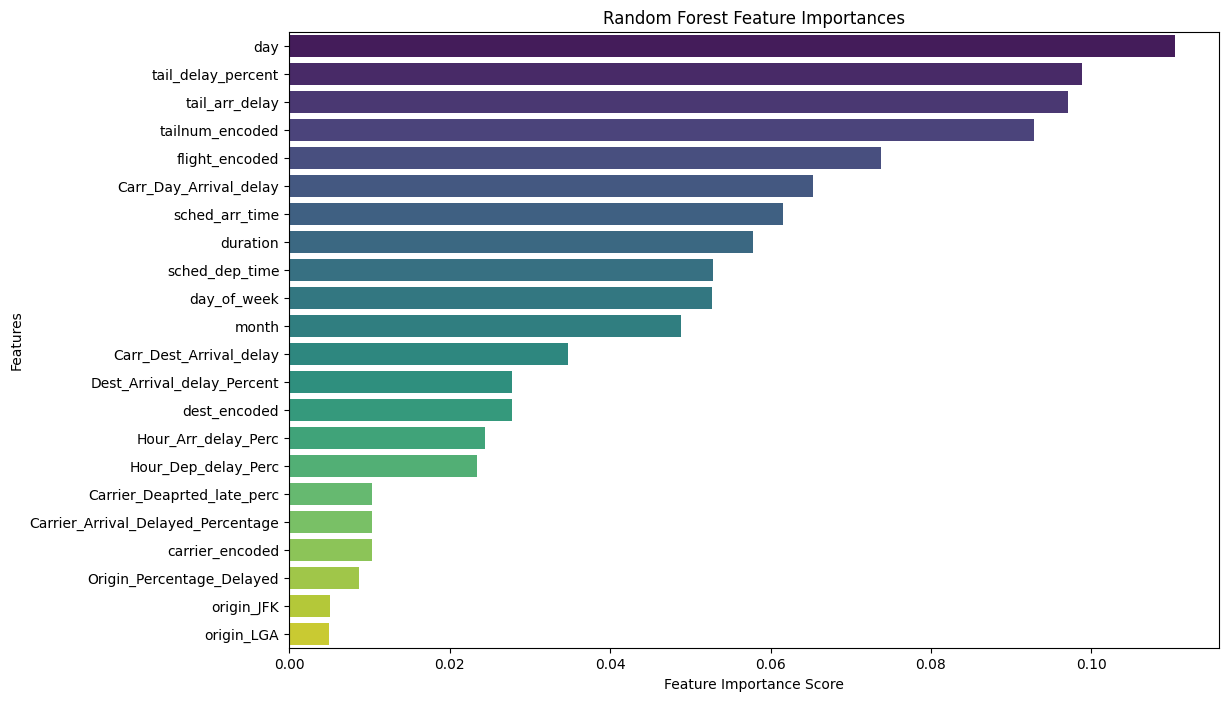 Random Forest Feature Importances
Features
day
tail_delay_percent
tail_arr_delay
tailnum_encoded
flight_encoded
Carr_Day_Arrival_delay
sched_arr_time
duration
sched_dep_time
day_of_week
month
Carr_Dest_Arrival_delay
Dest_Arrival_delay_Percent
dest_encoded
Hour_Arr_delay_Perc
Hour_Dep_delay_Perc
Carrier_Deaprted_late_perc
Carrier_Arrival_Delayed_Percentage
carrier_encoded
Origin_Percentage_Delayed
origin_JFK
origin_LGA
0.00 0.02 0.04 0.06 0.08 0.10
Feature Importance Score